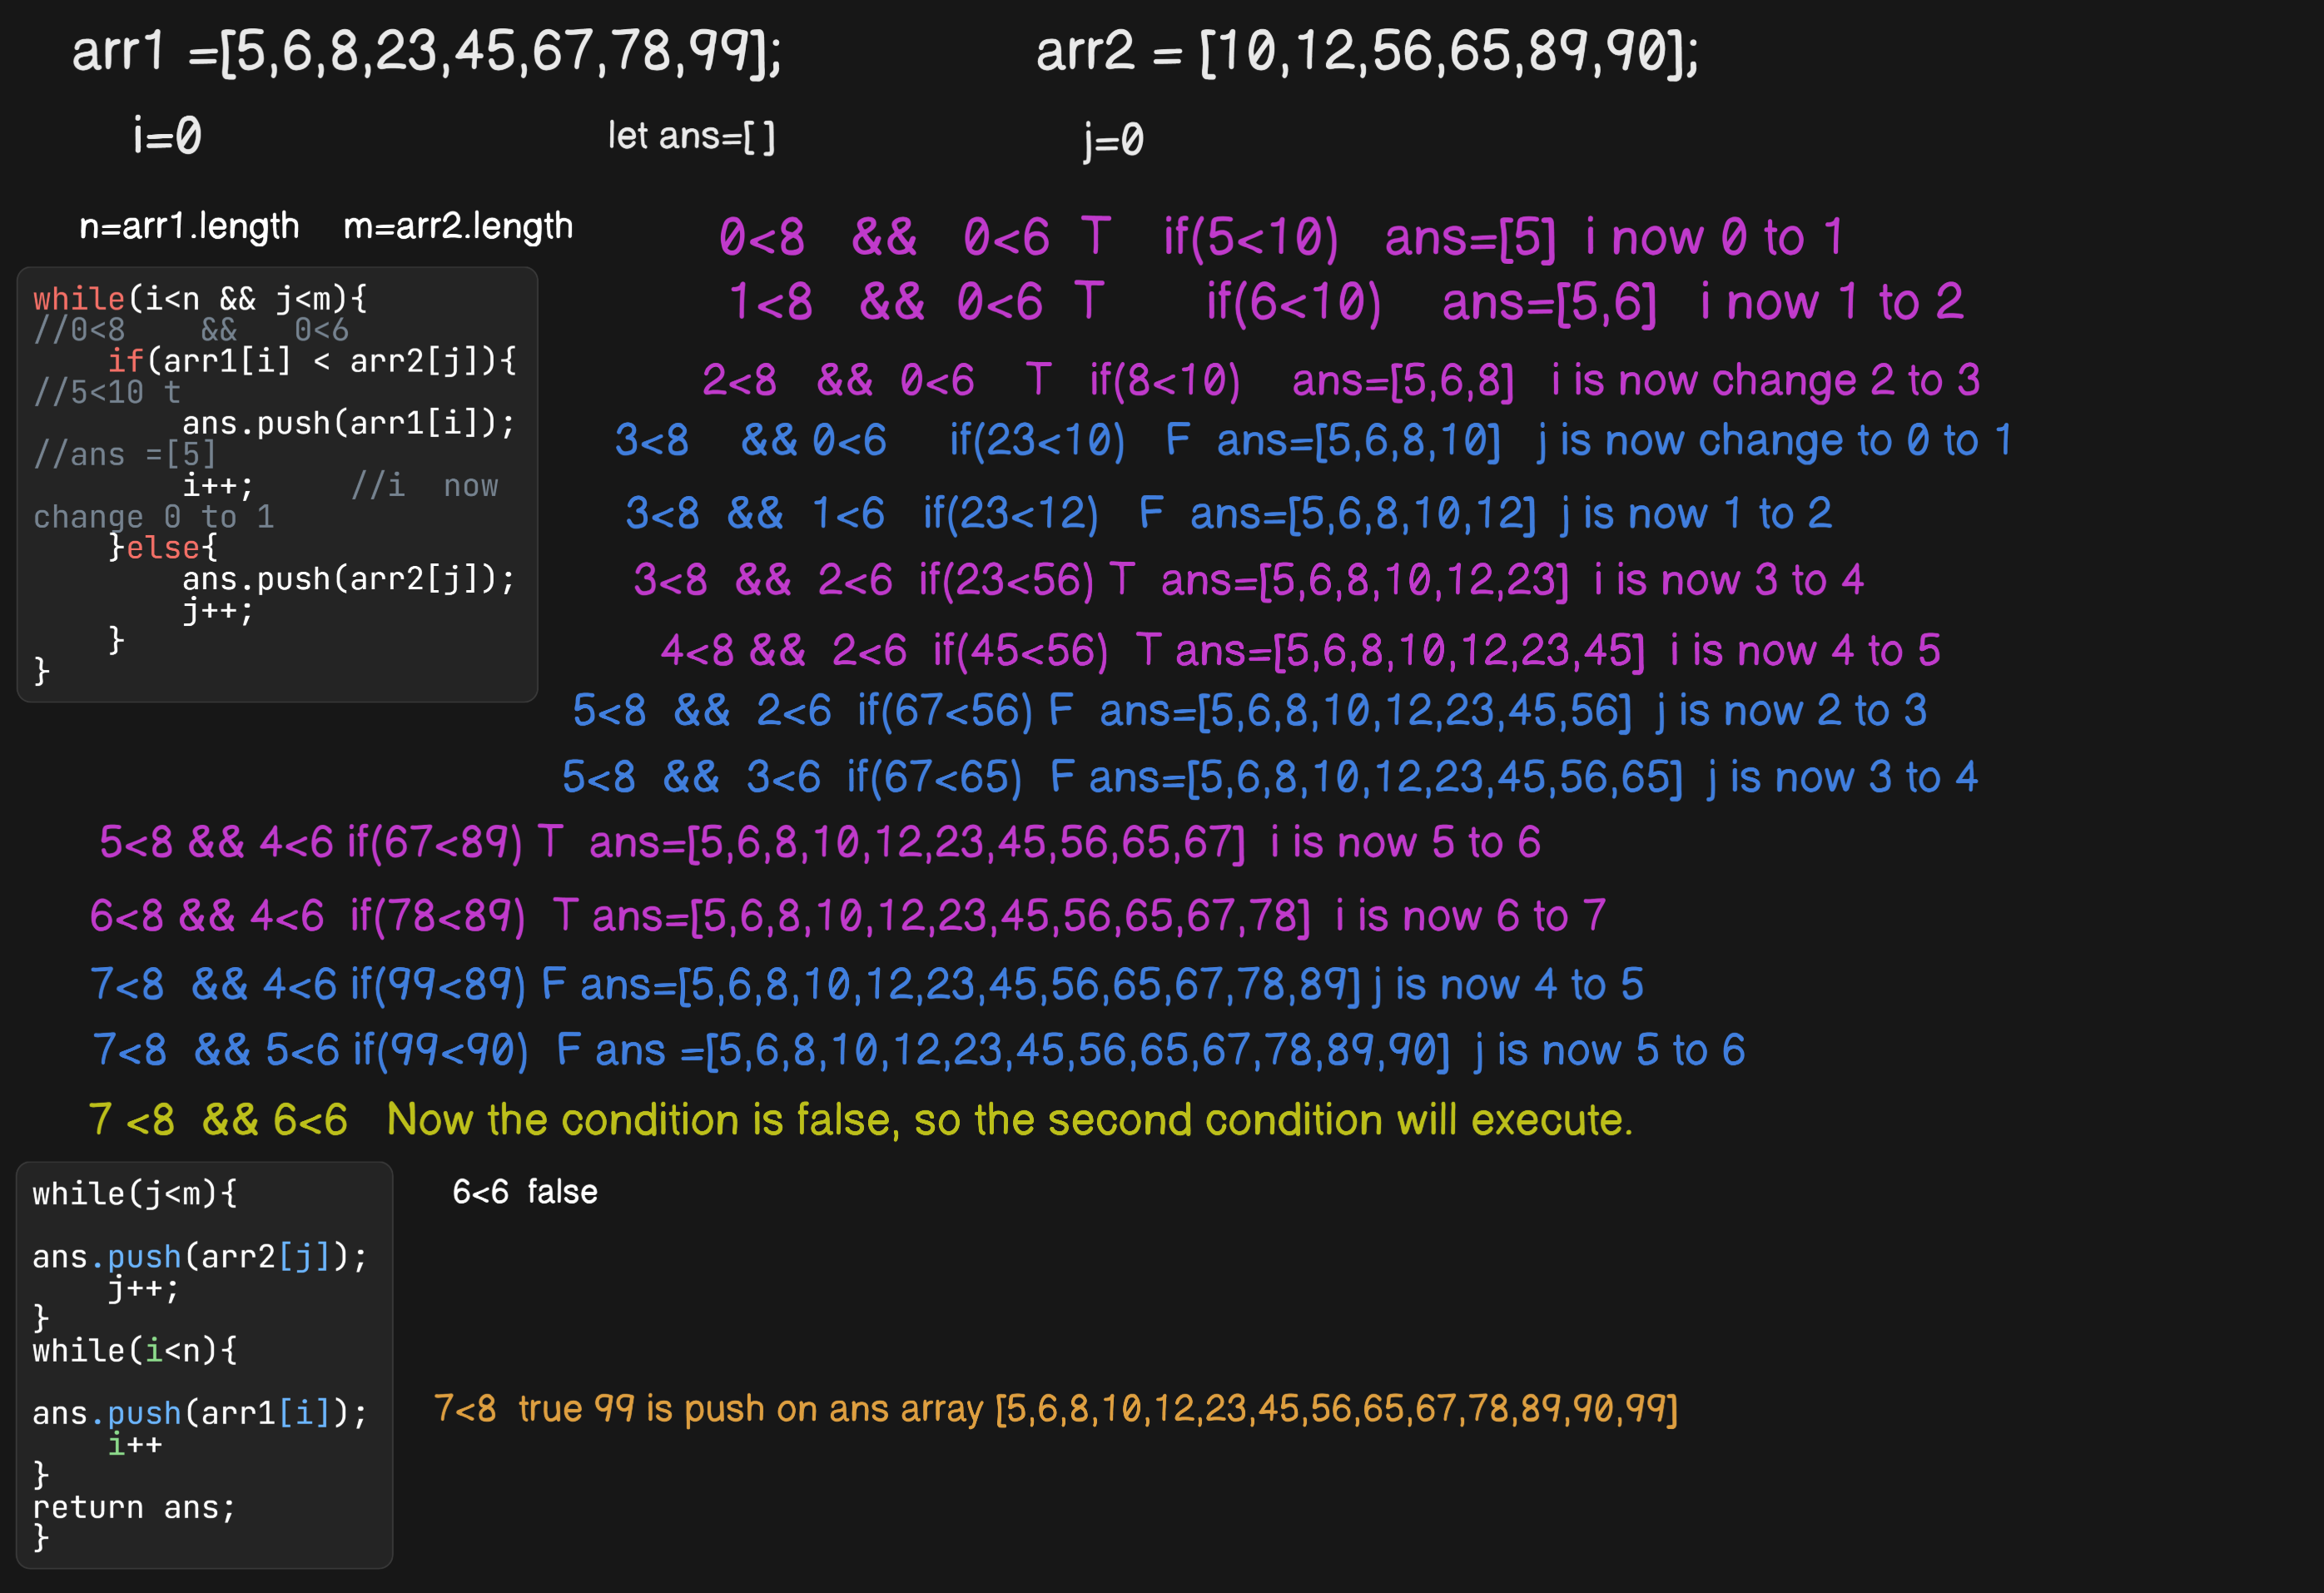 arr1 =[5,6,8,23,45,67,78,99]; arr2 = [10,12,56,65,89,90];
i=0 let ans=[ ] j=0
n=arr1.length m=arr2.length
while(i<n && j<m){
//0<8    &&   0<6
    if(arr1[i] < arr2[j]){
//5<10 t
        ans.push(arr1[i]);
//ans =[5]
        i++;     //i  now
change 0 to 1
    }else{
        ans.push(arr2[j]);
        j++;
    }
}
0<8 && 0<6 T if(5<10) ans=[5] i now 0 to 1
1<8 && 0<6 T if(6<10) ans=[5,6] i now 1 to 2
2<8 && 0<6 T if(8<10) ans=[5,6,8] i is now change 2 to 3
3<8 && 0<6 if(23<10) F ans=[5,6,8,10] j is now change to 0 to 1
3<8 && 1<6 if(23<12) F ans=[5,6,8,10,12] j is now 1 to 2
3<8 && 2<6 if(23<56) T ans=[5,6,8,10,12,23] i is now 3 to 4
4<8 && 2<6 if(45<56) T ans=[5,6,8,10,12,23,45] i is now 4 to 5
5<8 && 2<6 if(67<56) F ans=[5,6,8,10,12,23,45,56] j is now 2 to 3
5<8 && 3<6 if(67<65) F ans=[5,6,8,10,12,23,45,56,65] j is now 3 to 4
5<8 && 4<6 if(67<89) T ans=[5,6,8,10,12,23,45,56,65,67] i is now 5 to 6
6<8 && 4<6 if(78<89) T ans=[5,6,8,10,12,23,45,56,65,67,78] i is now 6 to 7
7<8 && 4<6 if(99<89) F ans=[5,6,8,10,12,23,45,56,65,67,78,89] j is now 4 to 5
7<8 && 5<6 if(99<90) F ans =[5,6,8,10,12,23,45,56,65,67,78,89,90] j is now 5 to 6
7 <8 && 6<6 Now the condition is false, so the second condition will execute.
while(j<m){ 6<6 false
ans.push(arr2[j]);
    j++;
}
while(i<n){
ans.push(arr1[i]); 7<8 true 99 is push on ans array [5,6,8,10,12,23,45,56,65,67,78,89,90,99]
    i++
}
return ans;
}